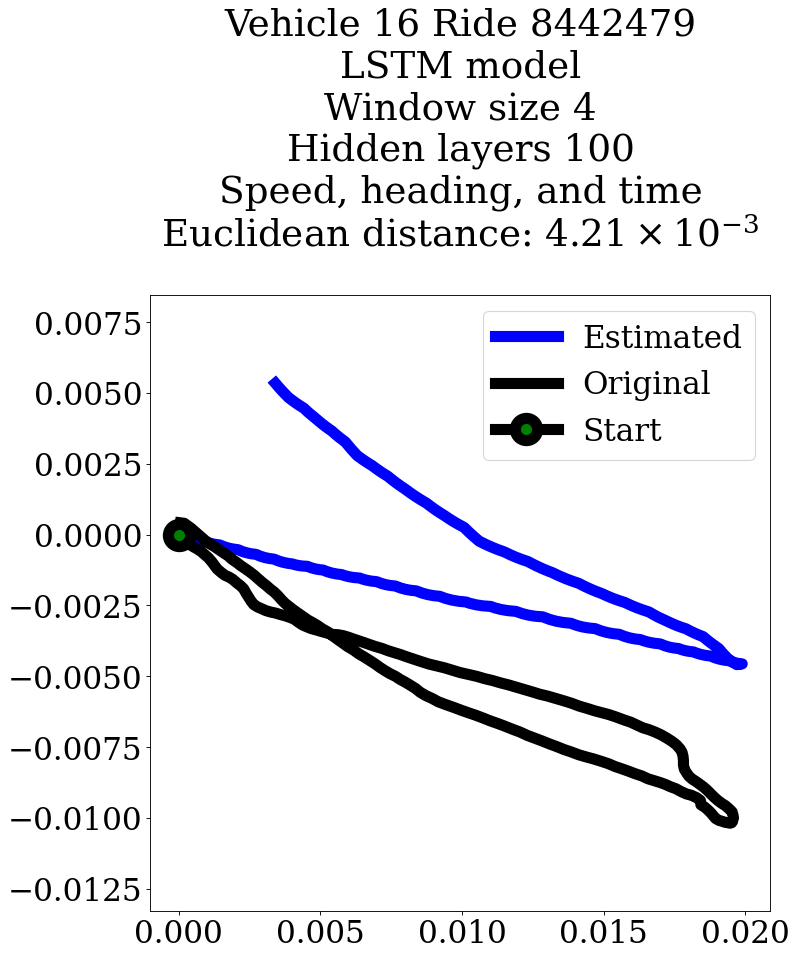 Vehicle 16 Ride 8442479
LSTM model
Window size 4
Hidden layers 100
Speed, heading, and time
Euclidean distance: 4.21 × 10⁻³
Estimated
Original
Start
0.0075
0.0050
0.0025
0.0000
−0.0025
−0.0050
−0.0075
−0.0100
−0.0125
0.000 0.005 0.010 0.015 0.020